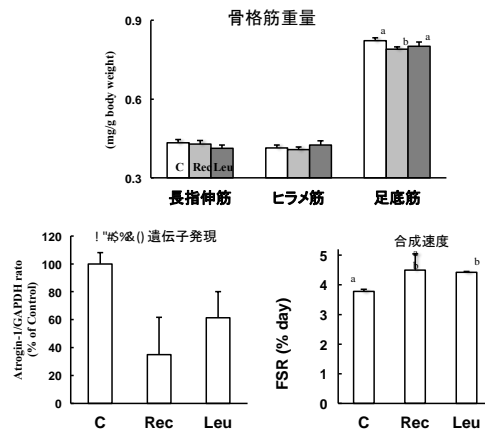 骨格筋重量
(mg/g body weight)
0.9
0.6
0.3
a
b
a
C
Rec
Leu
長指伸筋
ヒラメ筋
足底筋
! "#$%& ( ) 遺伝子発現
Atrogin-1/GAPDH rato
(% of Control)
120
100
80
60
40
20
0
C
Rec
Leu
合成速度
FSR (% day)
5
4
3
2
1
0
a
a
b
b
C
Rec
Leu